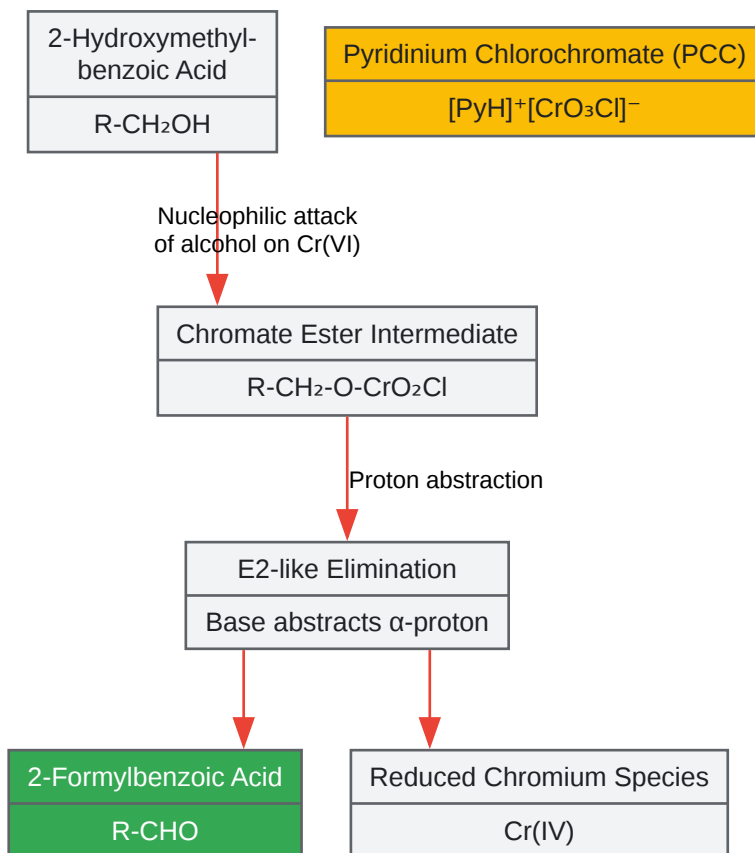 2-Hydroxymethyl-
benzoic Acid
R-CH₂OH
Pyridinium Chlorochromate (PCC)
[PyH]⁺[CrO₃Cl]⁻
Nucleophilic attack
of alcohol on Cr(VI)
Chromate Ester Intermediate
R-CH₂-O-CrO₂Cl
Proton abstraction
E2-like Elimination
Base abstracts α-proton
2-Formylbenzoic Acid
R-CHO
Reduced Chromium Species
Cr(IV)